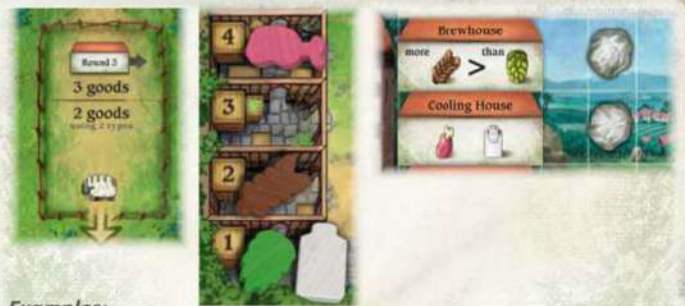 Round 3
3 goods
2 goods
using 2 types
4
3
2
1
Brewhouse
more > than
Cooling House
Examples: